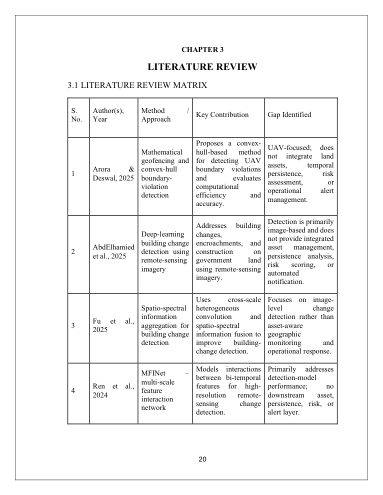 CHAPTER 3
LITERATURE REVIEW
3.1 LITERATURE REVIEW MATRIX
S. No.
Author(s), Year
Method / Approach
Key Contribution
Gap Identified
1
Arora & Deswal, 2025
Mathematical geofencing and convex-hull boundary-violation detection
Proposes a convex-hull-based method for detecting UAV boundary violations and evaluates computational efficiency and accuracy.
UAV-focused; does not integrate land assets, temporal persistence, risk assessment, or operational alert management.
2
AbdElhamied et al., 2025
Deep-learning building change detection using remote-sensing imagery
Addresses building changes, encroachments, and construction on government land using remote-sensing imagery.
Detection is primarily image-based and does not provide integrated asset management, persistence analysis, risk scoring, or automated notification.
3
Fu et al., 2025
Spatio-spectral information aggregation for building change detection
Uses cross-scale heterogeneous convolution and spatio-spectral information fusion to improve building-change detection.
Focuses on image-level change detection rather than asset-aware geographic monitoring and operational response.
4
Ren et al., 2024
MFINet – multi-scale feature interaction network
Models interactions between bi-temporal features for high-resolution remote-sensing change detection.
Primarily addresses detection-model performance; no downstream asset, persistence, risk, or alert layer.
20